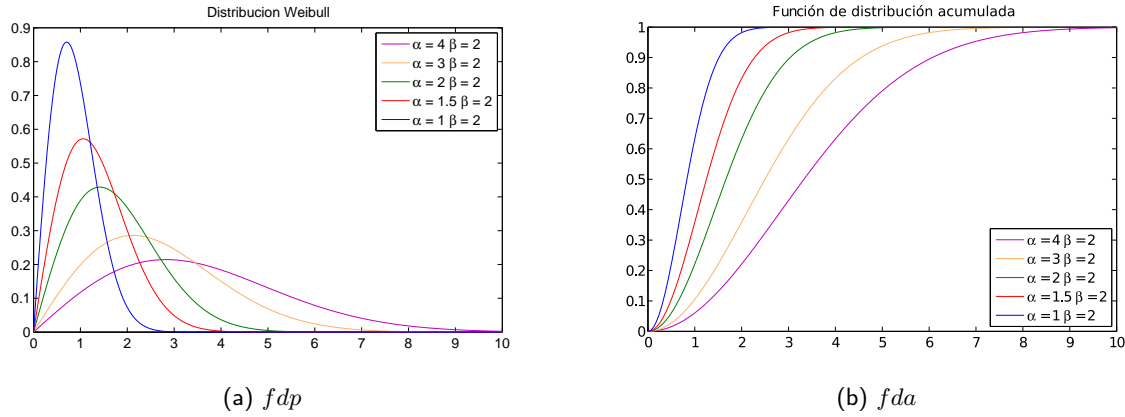 Distribucion Weibull
0.9
0.8
0.7
0.6
0.5
0.4
0.3
0.2
0.1
0
0 1 2 3 4 5 6 7 8 9 10
α = 4 β = 2
α = 3 β = 2
α = 2 β = 2
α = 1.5 β = 2
α = 1 β = 2
(a) fdp
Función de distribución acumulada
1
0.9
0.8
0.7
0.6
0.5
0.4
0.3
0.2
0.1
0
0 1 2 3 4 5 6 7 8 9 10
α =4 β =2
α =3 β =2
α =2 β =2
α =1.5 β =2
α =1 β =2
(b) fda